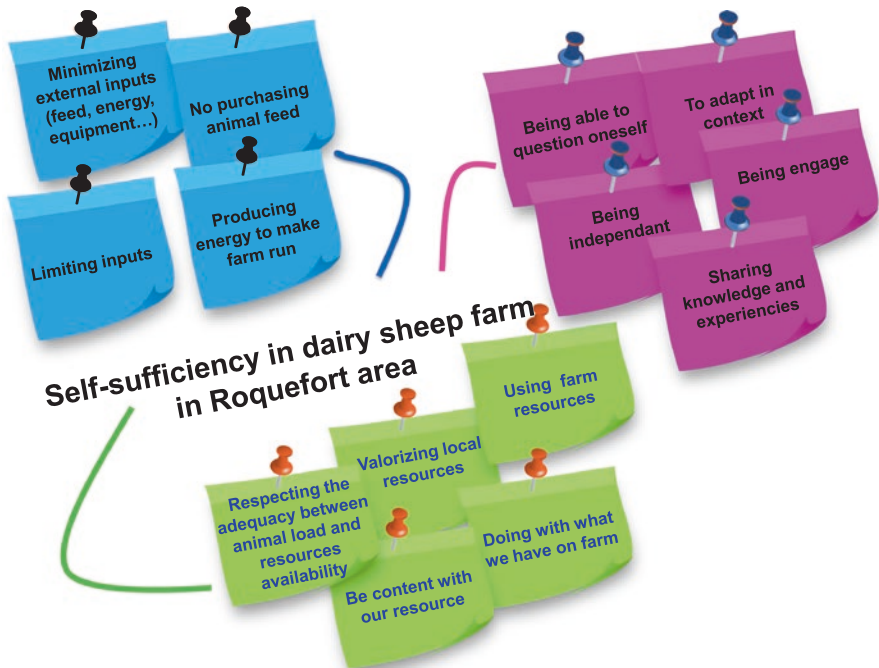 Minimizing
external inputs
(feed, energy,
equipment...)
No purchasing
animal feed
Limiting inputs
Producing
energy to make
farm run
Being able to
question oneself
To adapt in
context
Being engage
Being
independant
Sharing
knowledge and
experiencies
Self-sufficiency in dairy sheep farm
in Roquefort area
Using farm
resources
Valorizing local
resources
Respecting the
adequacy between
animal load and
resources
availability
Doing with what
we have on farm
Be content with
our resource